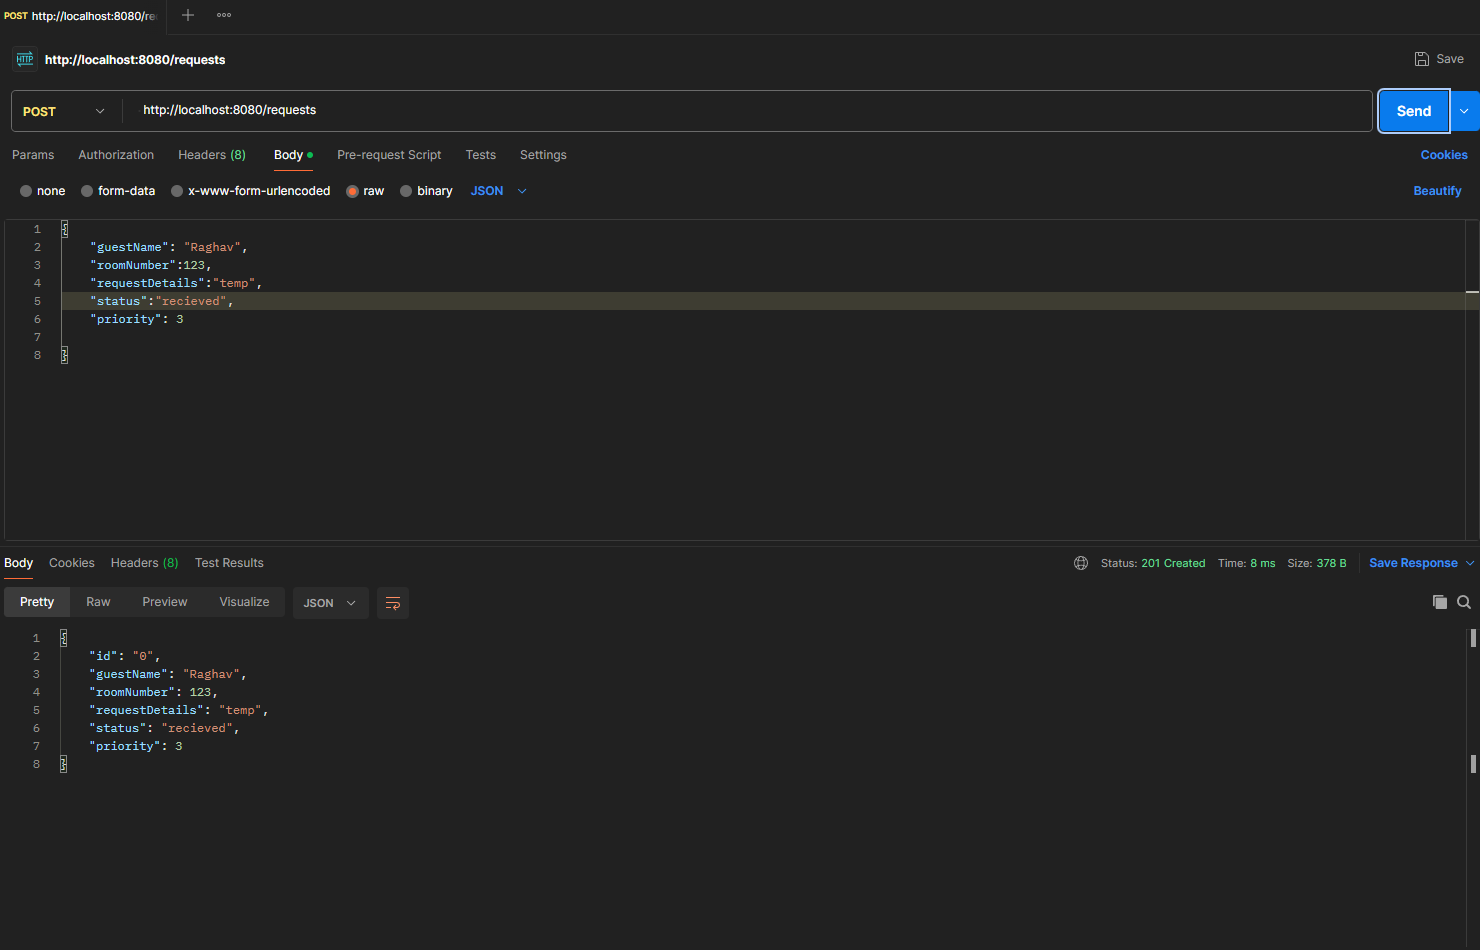 POST http://localhost:8080/re
HTTP http://localhost:8080/requests Save
POST http://localhost:8080/requests Send
Params Authorization Headers (8) Body Pre-request Script Tests Settings Cookies
none form-data x-www-form-urlencoded raw binary JSON Beautify
1 {
2 "guestName": "Raghav",
3 "roomNumber":123,
4 "requestDetails":"temp",
5 "status":"recieved",
6 "priority": 3
7
8 }
Body Cookies Headers (8) Test Results Status: 201 Created Time: 8 ms Size: 378 B Save Response
Pretty Raw Preview Visualize JSON
1 {
2 "id": "0",
3 "guestName": "Raghav",
4 "roomNumber": 123,
5 "requestDetails": "temp",
6 "status": "recieved",
7 "priority": 3
8 }